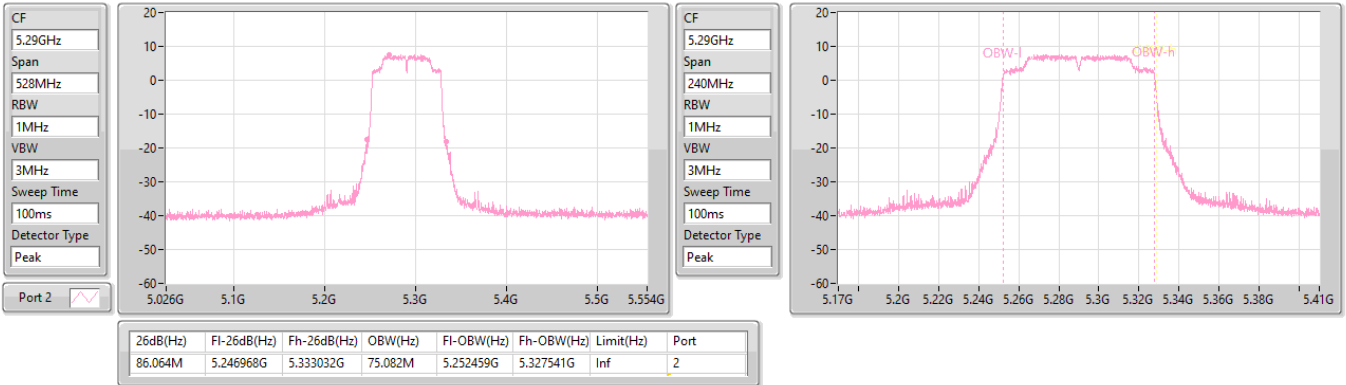 CF
5.29GHz
Span
528MHz
RBW
1MHz
VBW
3MHz
Sweep Time
100ms
Detector Type
Peak
Port 2
20-
10-
0-
-10-
-20-
-30-
-40-
-50-
-60-
5.026G 5.1G 5.2G 5.3G 5.4G 5.5G 5.554G
CF
5.29GHz
Span
240MHz
RBW
1MHz
VBW
3MHz
Sweep Time
100ms
Detector Type
Peak
20-
10-
0-
-10-
-20-
-30-
-40-
-50-
-60-
OBW-l OBW-h
5.17G 5.2G 5.22G 5.24G 5.26G 5.28G 5.3G 5.32G 5.34G 5.36G 5.38G 5.41G
26dB(Hz) Fl-26dB(Hz) Fh-26dB(Hz) OBW(Hz) Fl-OBW(Hz) Fh-OBW(Hz) Limit(Hz) Port
86.064M 5.246968G 5.333032G 75.082M 5.252459G 5.327541G Inf 2